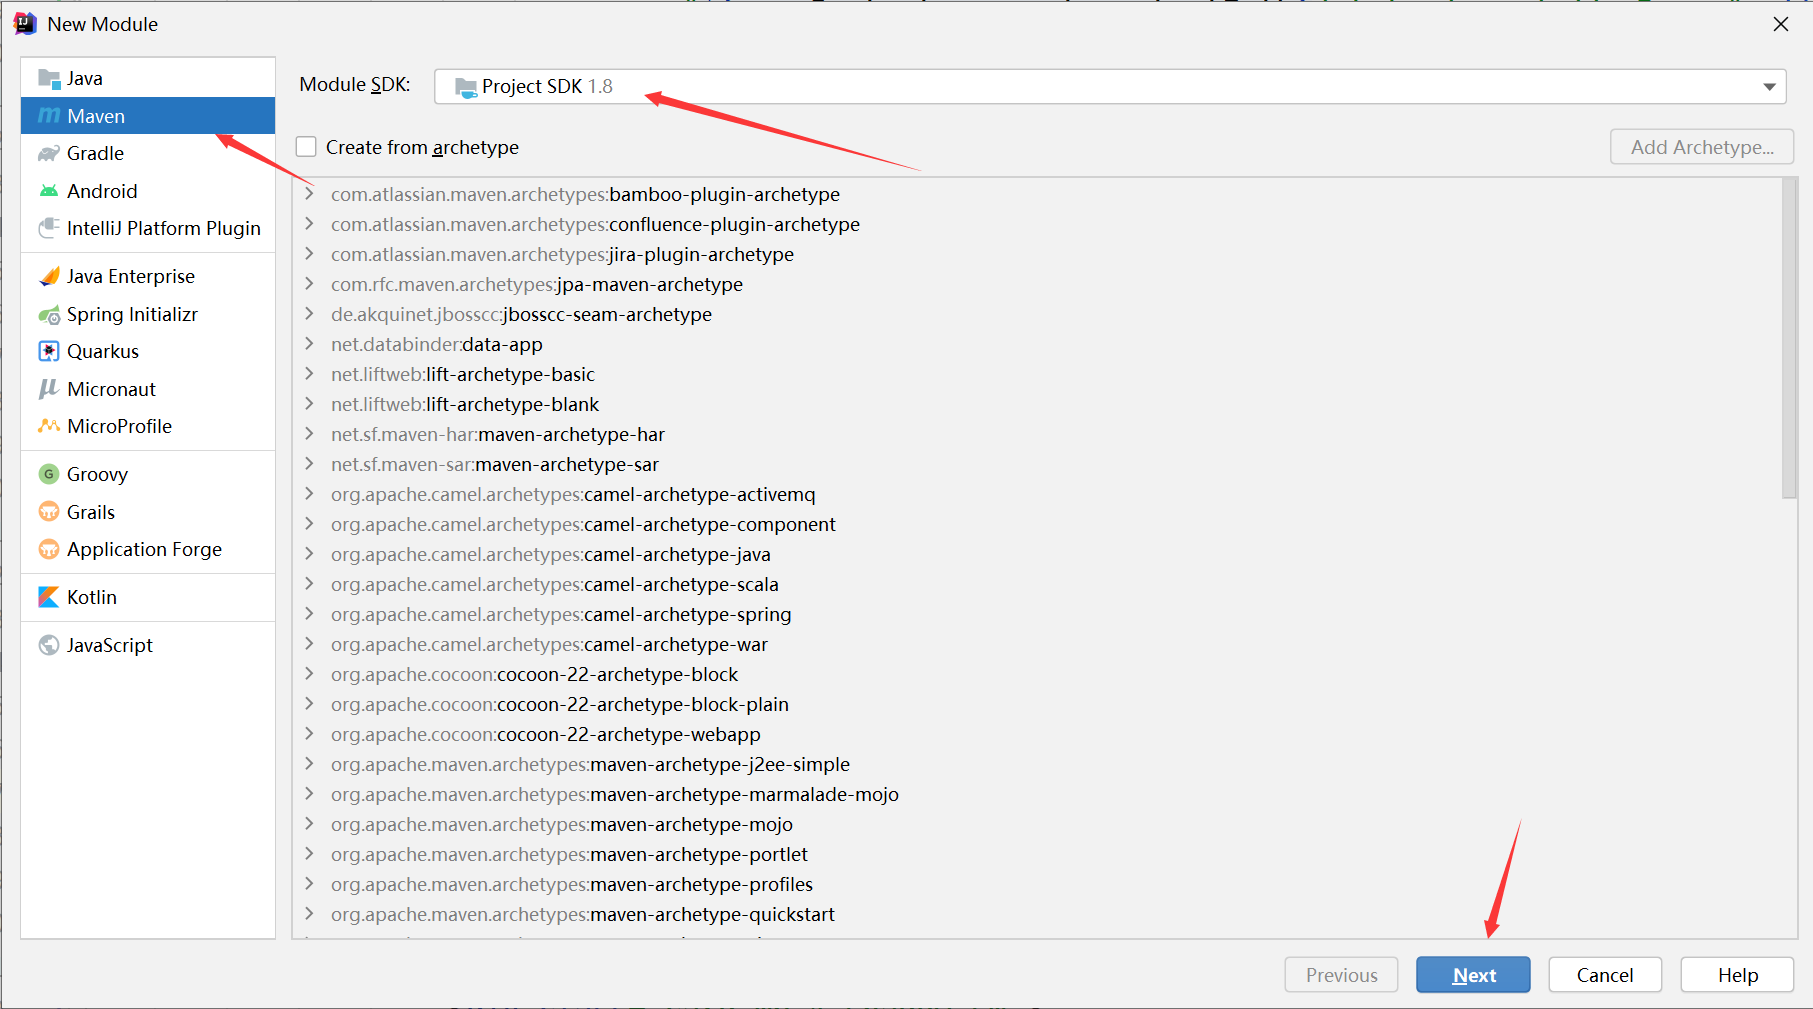 New Module
Java
Maven
Gradle
Android
IntelliJ Platform Plugin
Java Enterprise
Spring Initializr
Quarkus
Micronaut
MicroProfile
Groovy
Grails
Application Forge
Kotlin
JavaScript
Module SDK: Project SDK 1.8
Create from archetype
Add Archetype...
com.atlassian.maven.archetypes:bamboo-plugin-archetype
com.atlassian.maven.archetypes:confluence-plugin-archetype
com.atlassian.maven.archetypes:jira-plugin-archetype
com.rfc.maven.archetypes:jpa-maven-archetype
de.akquinet.jbosscc:jbosscc-seam-archetype
net.databinder:data-app
net.liftweb:lift-archetype-basic
net.liftweb:lift-archetype-blank
net.sf.maven-har:maven-archetype-har
net.sf.maven-sar:maven-archetype-sar
org.apache.camel.archetypes:camel-archetype-activemq
org.apache.camel.archetypes:camel-archetype-component
org.apache.camel.archetypes:camel-archetype-java
org.apache.camel.archetypes:camel-archetype-scala
org.apache.camel.archetypes:camel-archetype-spring
org.apache.camel.archetypes:camel-archetype-war
org.apache.cocoon:cocoon-22-archetype-block
org.apache.cocoon:cocoon-22-archetype-block-plain
org.apache.cocoon:cocoon-22-archetype-webapp
org.apache.maven.archetypes:maven-archetype-j2ee-simple
org.apache.maven.archetypes:maven-archetype-marmalade-mojo
org.apache.maven.archetypes:maven-archetype-mojo
org.apache.maven.archetypes:maven-archetype-portlet
org.apache.maven.archetypes:maven-archetype-profiles
org.apache.maven.archetypes:maven-archetype-quickstart
Previous
Next
Cancel
Help